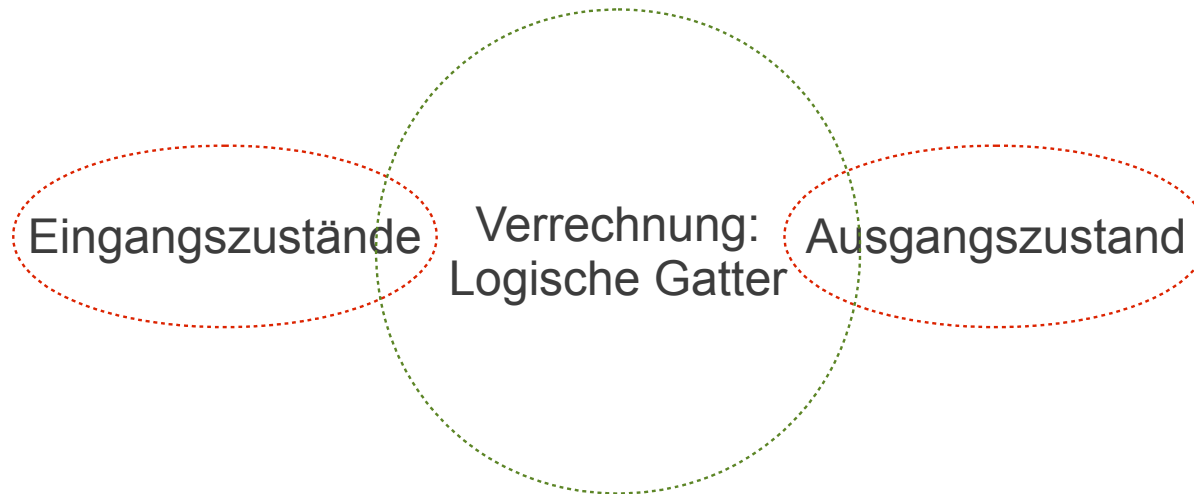 Eingangszustände
Verrechnung:
Logische Gatter
Ausgangszustand